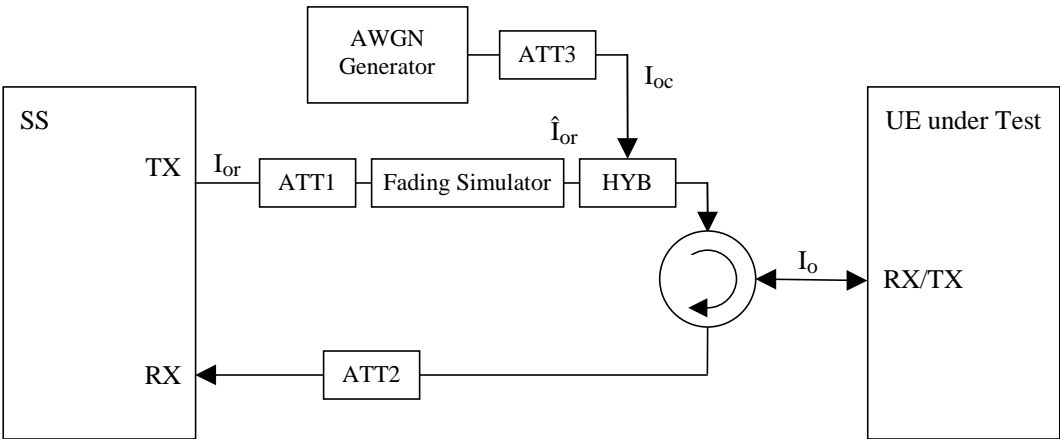 AWGN
Generator
ATT3
I_oc
SS
UE under Test
Î_or
TX
I_or
ATT1
Fading Simulator
HYB
I_o
RX/TX
RX
ATT2